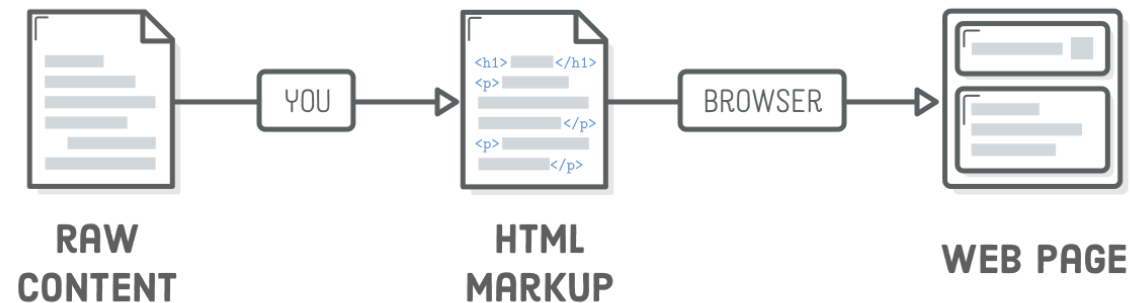 <h1> </h1>
<p>
</p>
<p>
</p>
YOU
BROWSER
RAW
CONTENT
HTML
MARKUP
WEB PAGE